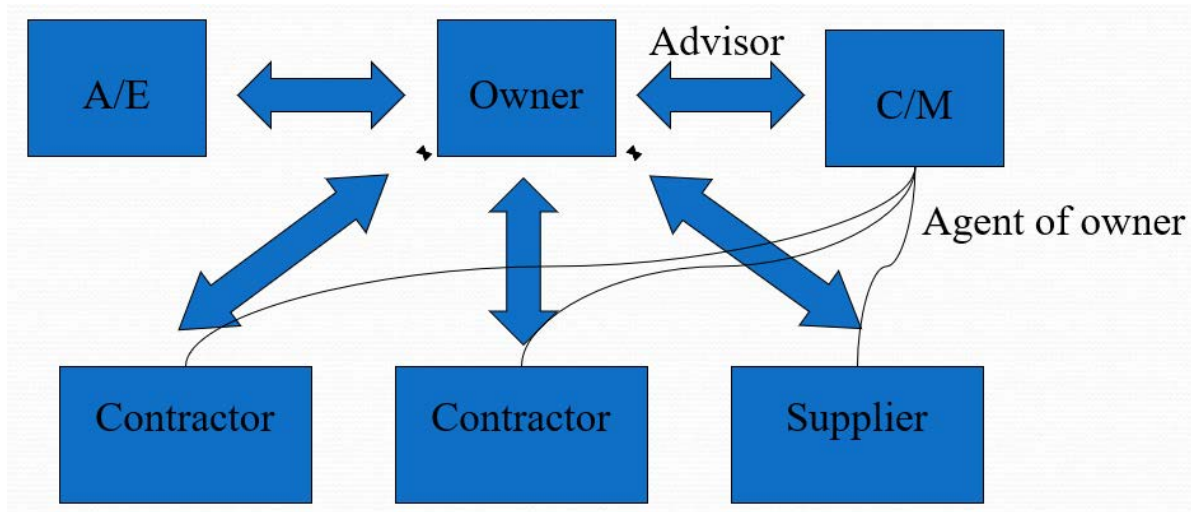 Advisor
A/E
Owner
C/M
Agent of owner
Contractor
Contractor
Supplier